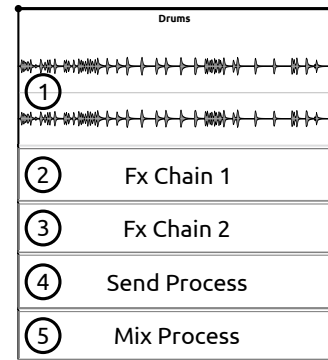 Drums
1
2 Fx Chain 1
3 Fx Chain 2
4 Send Process
5 Mix Process